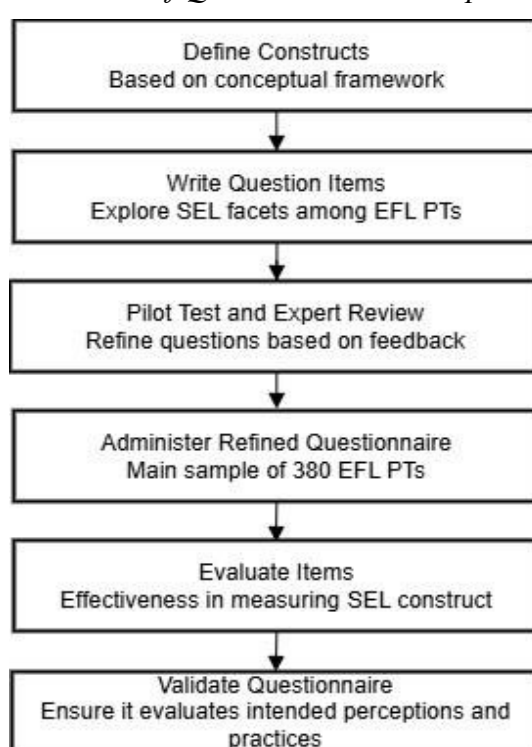 of Q
Define Constructs
Based on conceptual framework
Write Question Items
Explore SEL facets among EFL PTs
Pilot Test and Expert Review
Refine questions based on feedback
Administer Refined Questionnaire
Main sample of 380 EFL PTs
Evaluate Items
Effectiveness in measuring SEL construct
Validate Questionnaire
Ensure it evaluates intended perceptions and
practices